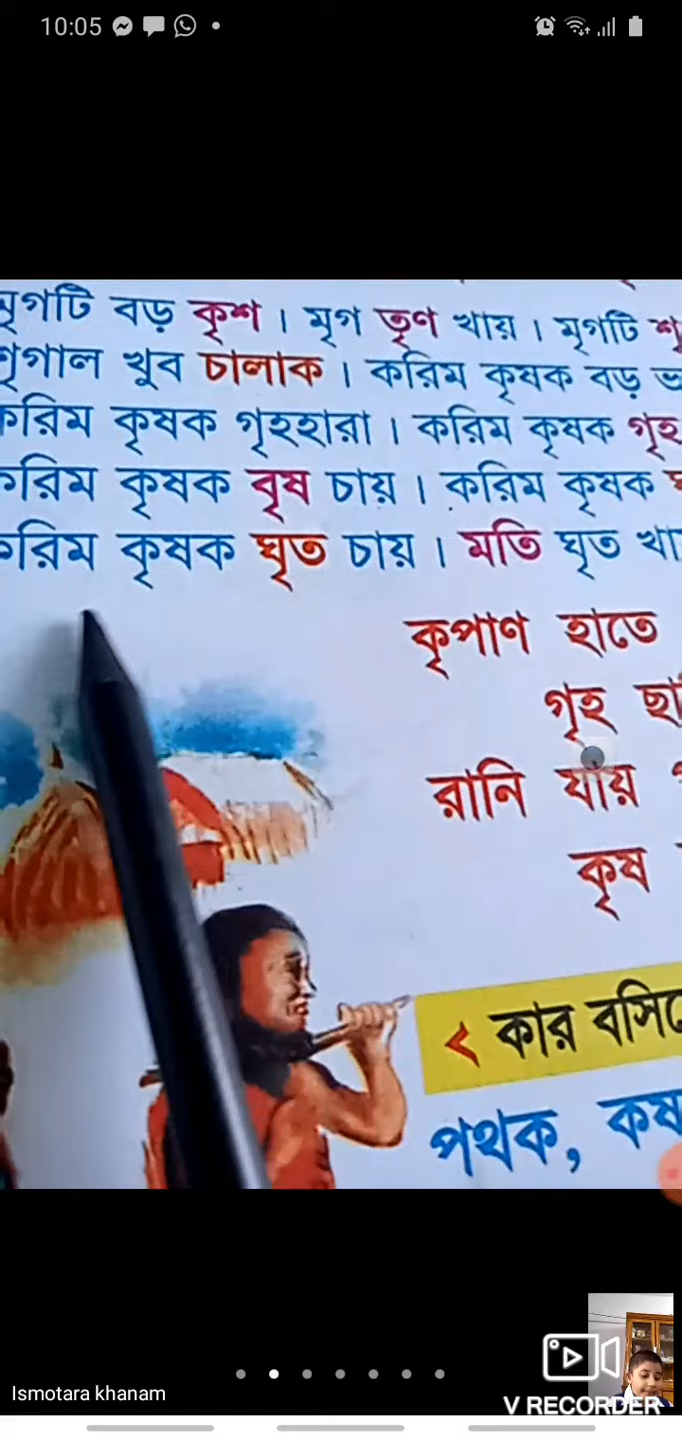 10:05
মৃগটি বড় কৃশ । মৃগ তৃণ খায় । মৃগটি
শৃগাল খুব চালাক । করিম কৃষক বড়
করিম কৃষক গৃহহারা । করিম কৃষক গৃহ
করিম কৃষক বৃষ চায় । করিম কৃষক
করিম কৃষক ঘৃত চায় । মতি ঘৃত
কৃপাণ হাতে
গৃহ
রানি যায়
কৃষ
কার
পথক, কষ
Ismotara khanam
V RECORDER